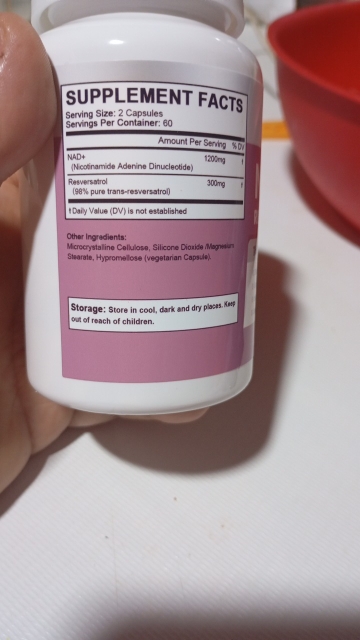 SUPPLEMENT FACTS
Serving Size: 2 Capsules
Servings Per Container: 60
Amount Per Serving % DV
NAD+ 1200mg †
(Nicotinamide Adenine Dinucleotide)
Resversatrol 300mg †
(98% pure trans-resversatrol)
†Daily Value (DV) is not established
Other Ingredients:
Microcrystalline Cellulose, Silicone Dioxide /Magnesium
Stearate, Hypromellose (vegetarian Capsule).
Storage: Store in cool, dark and dry places. Keep
out of reach of children.